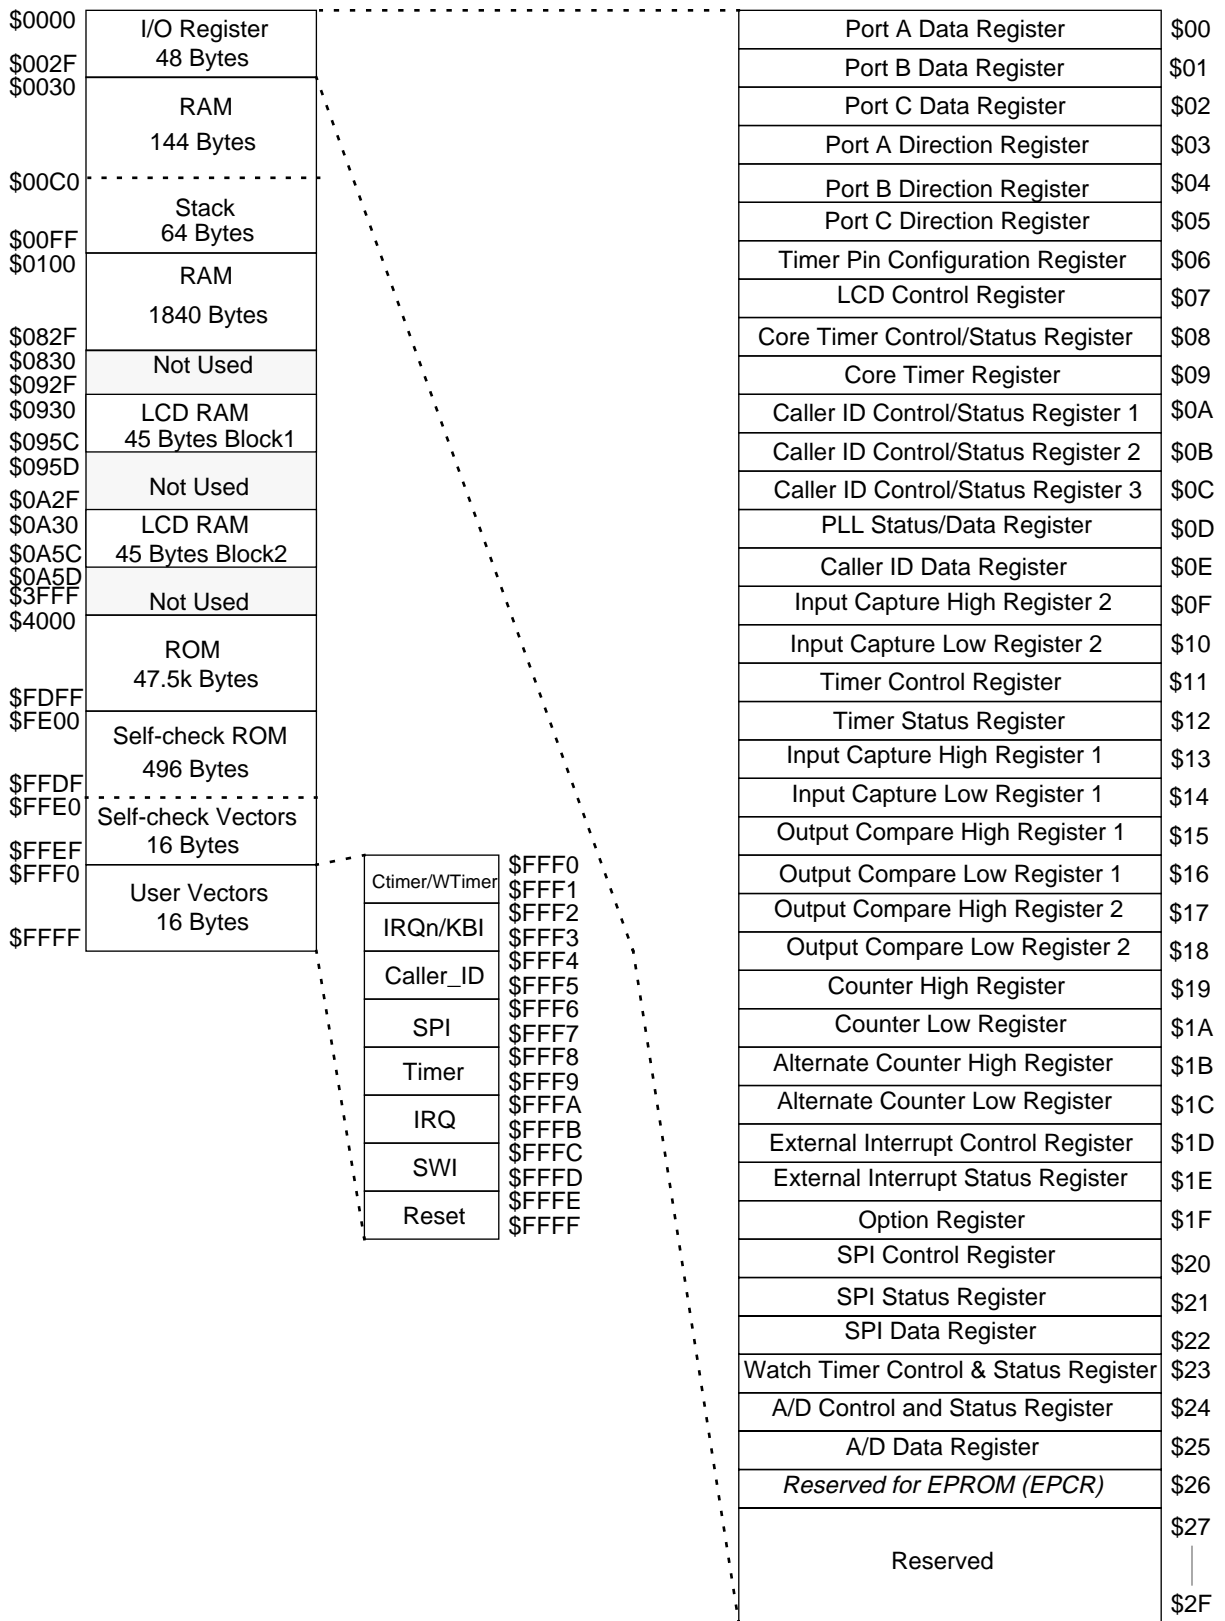 $0000
I/O Register
48 Bytes
$002F
$0030
RAM
144 Bytes
$00C0
Stack
64 Bytes
$00FF
$0100
RAM
1840 Bytes
$082F
$0830
Not Used
$092F
$0930
LCD RAM
45 Bytes Block1
$095C
$095D
Not Used
$0A2F
$0A30
LCD RAM
45 Bytes Block2
$0A5C
$0A5D
$3FFF
Not Used
$4000
ROM
47.5k Bytes
$FDFF
$FE00
Self-check ROM
496 Bytes
$FFDF
$FFE0
Self-check Vectors
16 Bytes
$FFEF
$FFF0
User Vectors
16 Bytes
$FFFF
Ctimer/WTimer
$FFF0
$FFF1
IRQn/KBI
$FFF2
$FFF3
Caller_ID
$FFF4
$FFF5
SPI
$FFF6
$FFF7
Timer
$FFF8
$FFF9
IRQ
$FFFA
$FFFB
SWI
$FFFC
$FFFD
Reset
$FFFE
$FFFF
Port A Data Register $00
Port B Data Register $01
Port C Data Register $02
Port A Direction Register $03
Port B Direction Register $04
Port C Direction Register $05
Timer Pin Configuration Register $06
LCD Control Register $07
Core Timer Control/Status Register $08
Core Timer Register $09
Caller ID Control/Status Register 1 $0A
Caller ID Control/Status Register 2 $0B
Caller ID Control/Status Register 3 $0C
PLL Status/Data Register $0D
Caller ID Data Register $0E
Input Capture High Register 2 $0F
Input Capture Low Register 2 $10
Timer Control Register $11
Timer Status Register $12
Input Capture High Register 1 $13
Input Capture Low Register 1 $14
Output Compare High Register 1 $15
Output Compare Low Register 1 $16
Output Compare High Register 2 $17
Output Compare Low Register 2 $18
Counter High Register $19
Counter Low Register $1A
Alternate Counter High Register $1B
Alternate Counter Low Register $1C
External Interrupt Control Register $1D
External Interrupt Status Register $1E
Option Register $1F
SPI Control Register $20
SPI Status Register $21
SPI Data Register $22
Watch Timer Control & Status Register $23
A/D Control and Status Register $24
A/D Data Register $25
Reserved for EPROM (EPCR) $26
$27
Reserved
$2F